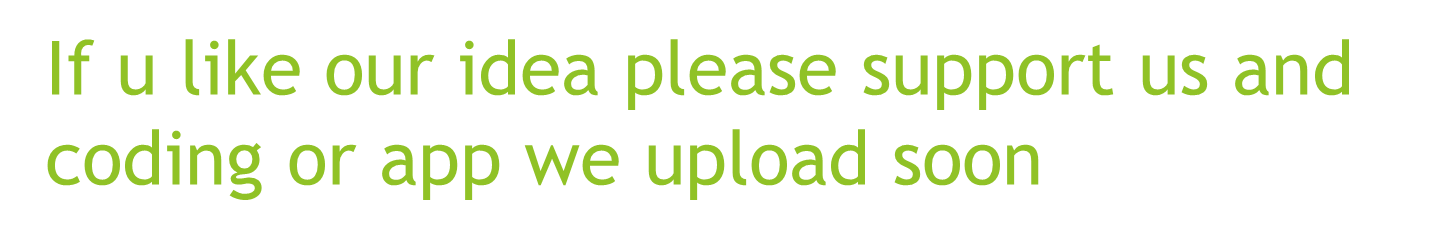 If u like our idea please support us and
coding or app we upload soon